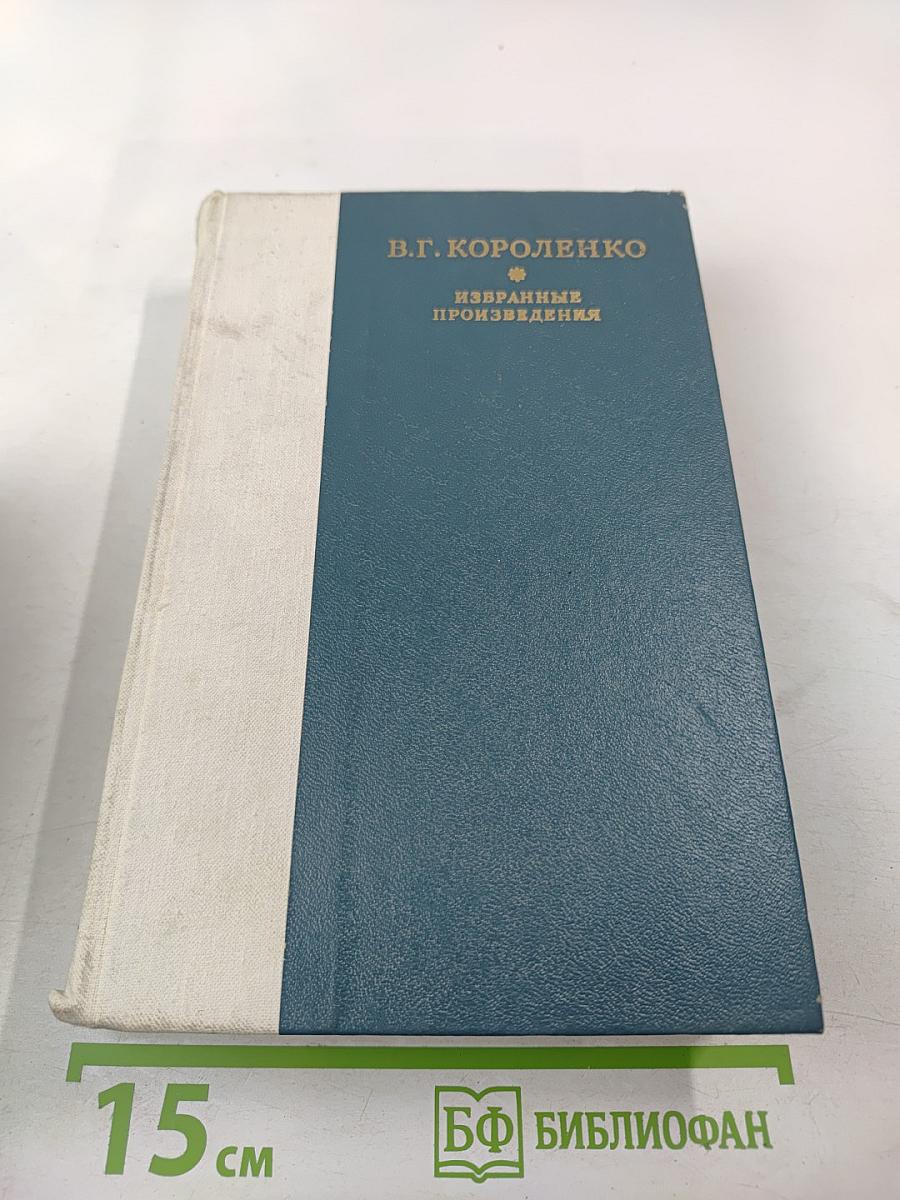 В.Г. КОРОЛЕНКО
ИЗБРАННЫЕ
ПРОИЗВЕДЕНИЯ
15 см
БФ БИБЛИОФАН